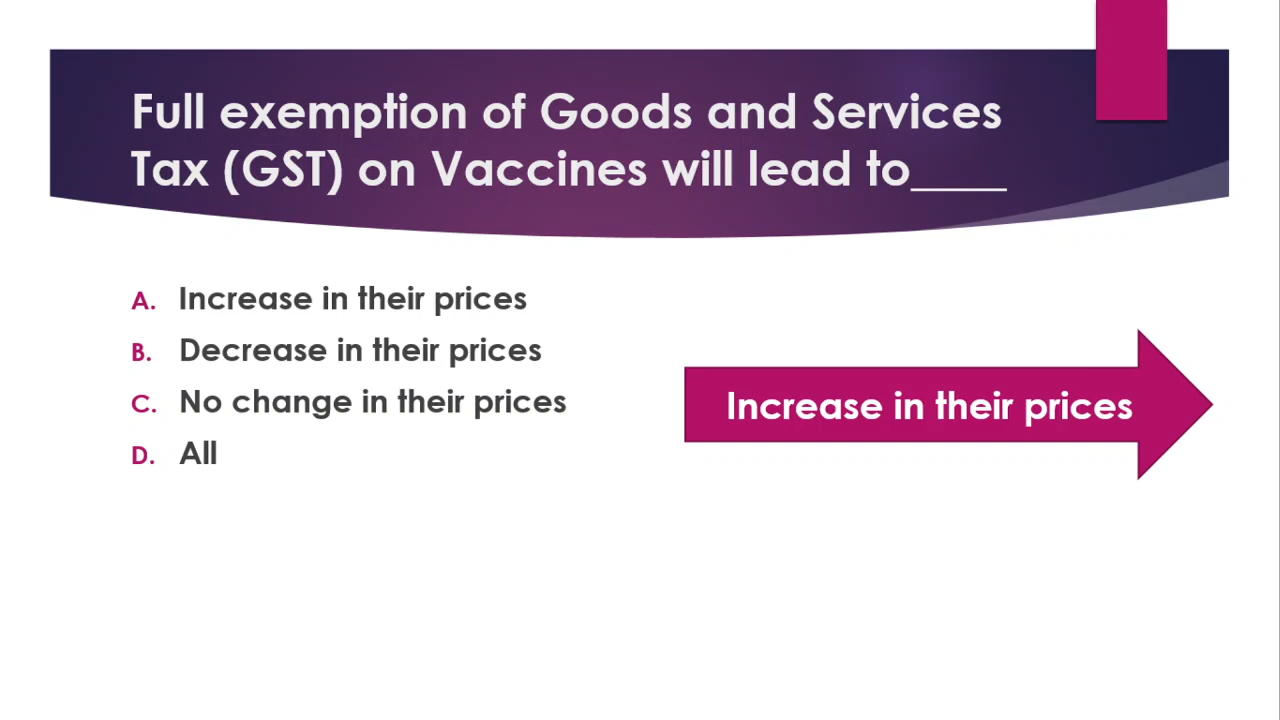 Full exemption of Goods and Services
Tax (GST) on Vaccines will lead to____
A. Increase in their prices
B. Decrease in their prices
C. No change in their prices
D. All
Increase in their prices